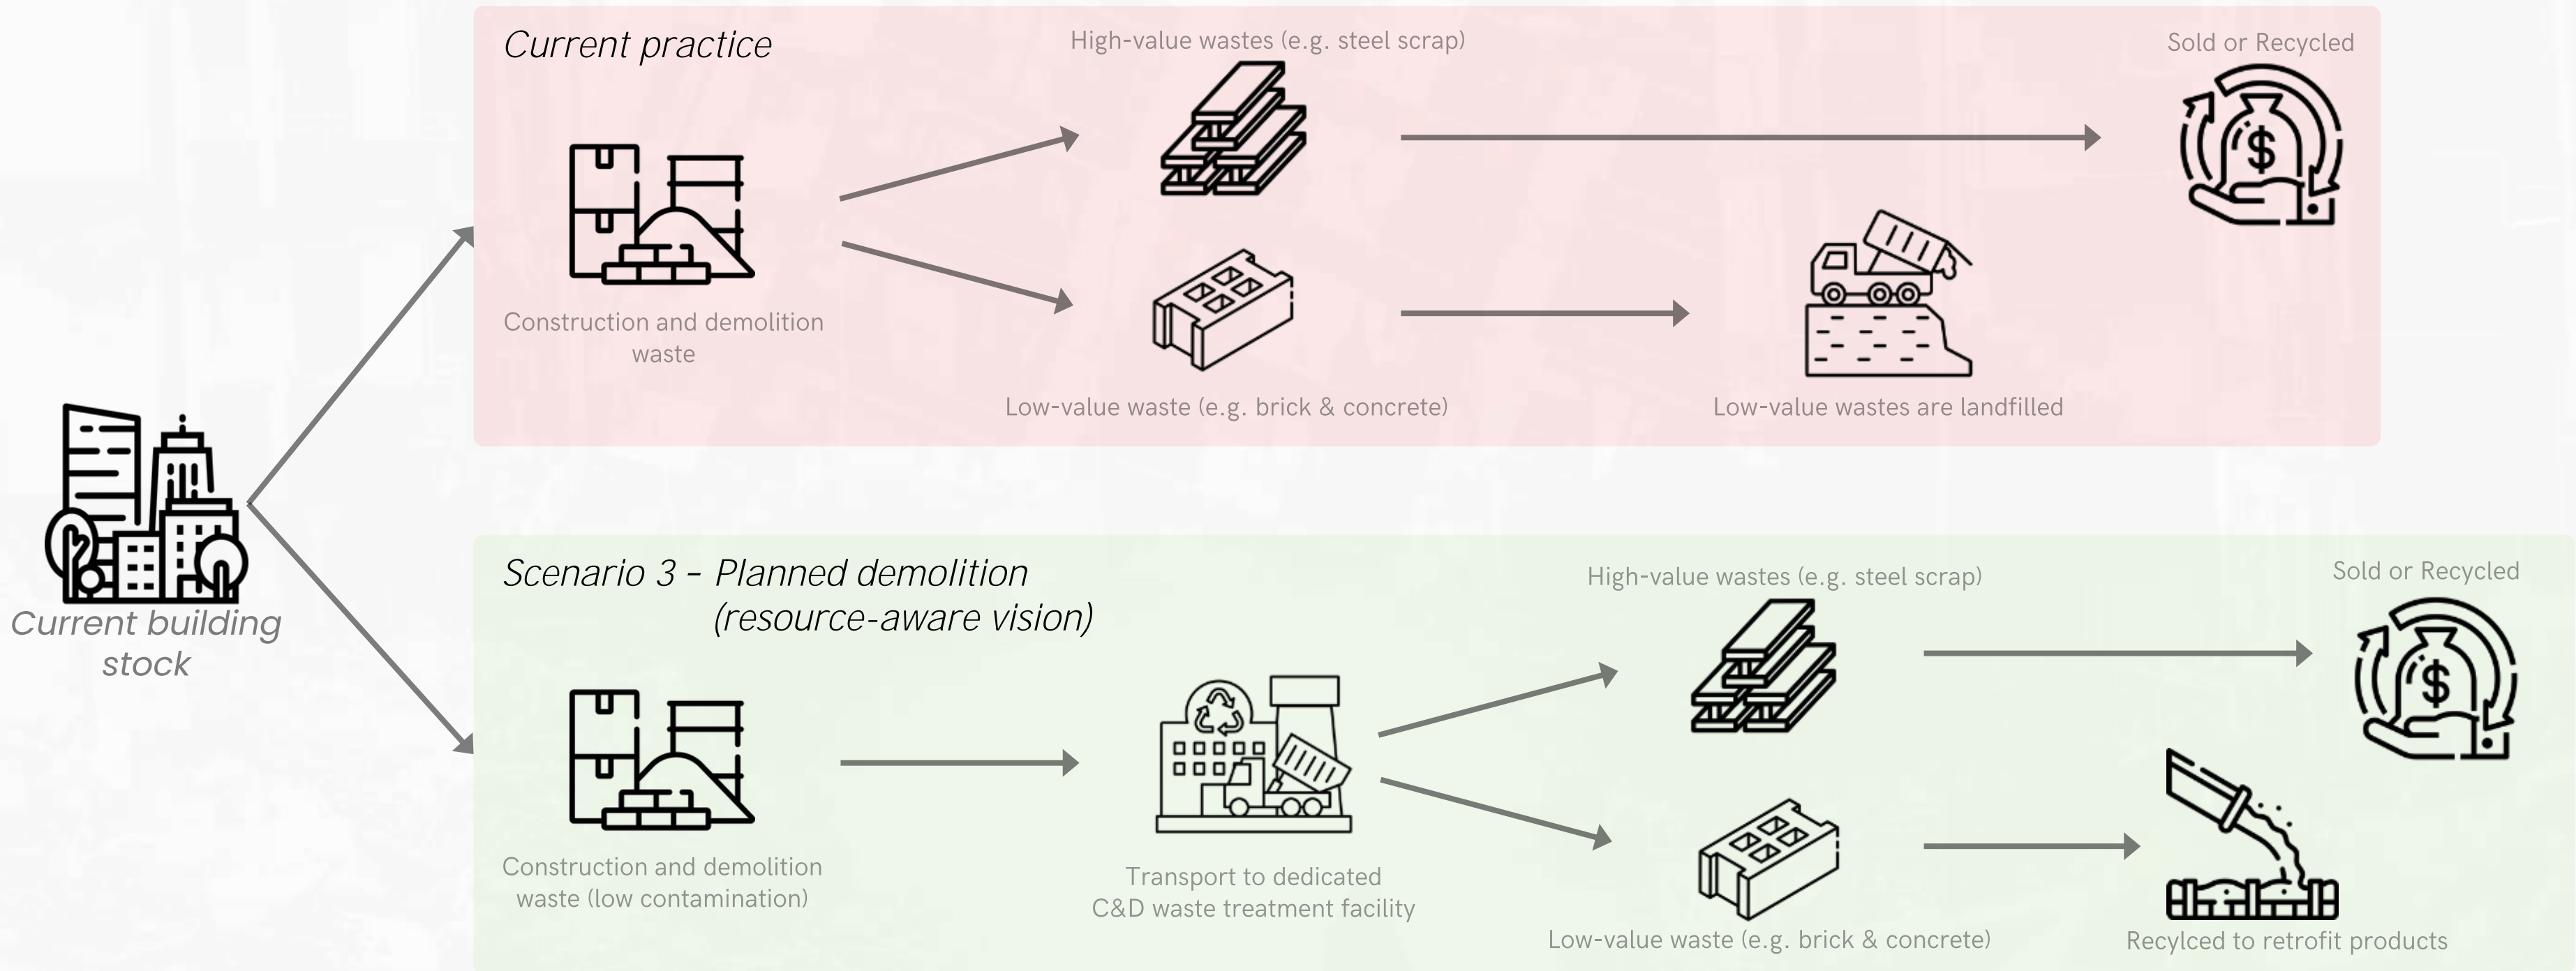 Current practice
High-value wastes (e.g. steel scrap)
Sold or Recycled
Construction and demolition
waste
Low-value waste (e.g. brick & concrete)
Low-value wastes are landfilled
Current building
stock
Scenario 3 – Planned demolition
(resource-aware vision)
High-value wastes (e.g. steel scrap)
Sold or Recycled
Construction and demolition
waste (low contamination)
Transport to dedicated
C&D waste treatment facility
Low-value waste (e.g. brick & concrete)
Recylced to retrofit products